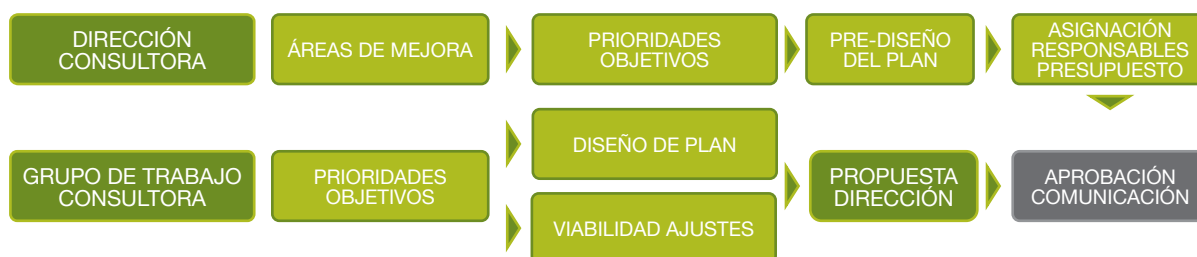 DIRECCIÓN
CONSULTORA
ÁREAS DE MEJORA
PRIORIDADES
OBJETIVOS
PRE-DISEÑO
DEL PLAN
ASIGNACIÓN
RESPONSABLES
PRESUPUESTO
GRUPO DE TRABAJO
CONSULTORA
PRIORIDADES
OBJETIVOS
DISEÑO DE PLAN
VIABILIDAD AJUSTES
PROPUESTA
DIRECCIÓN
APROBACIÓN
COMUNICACIÓN